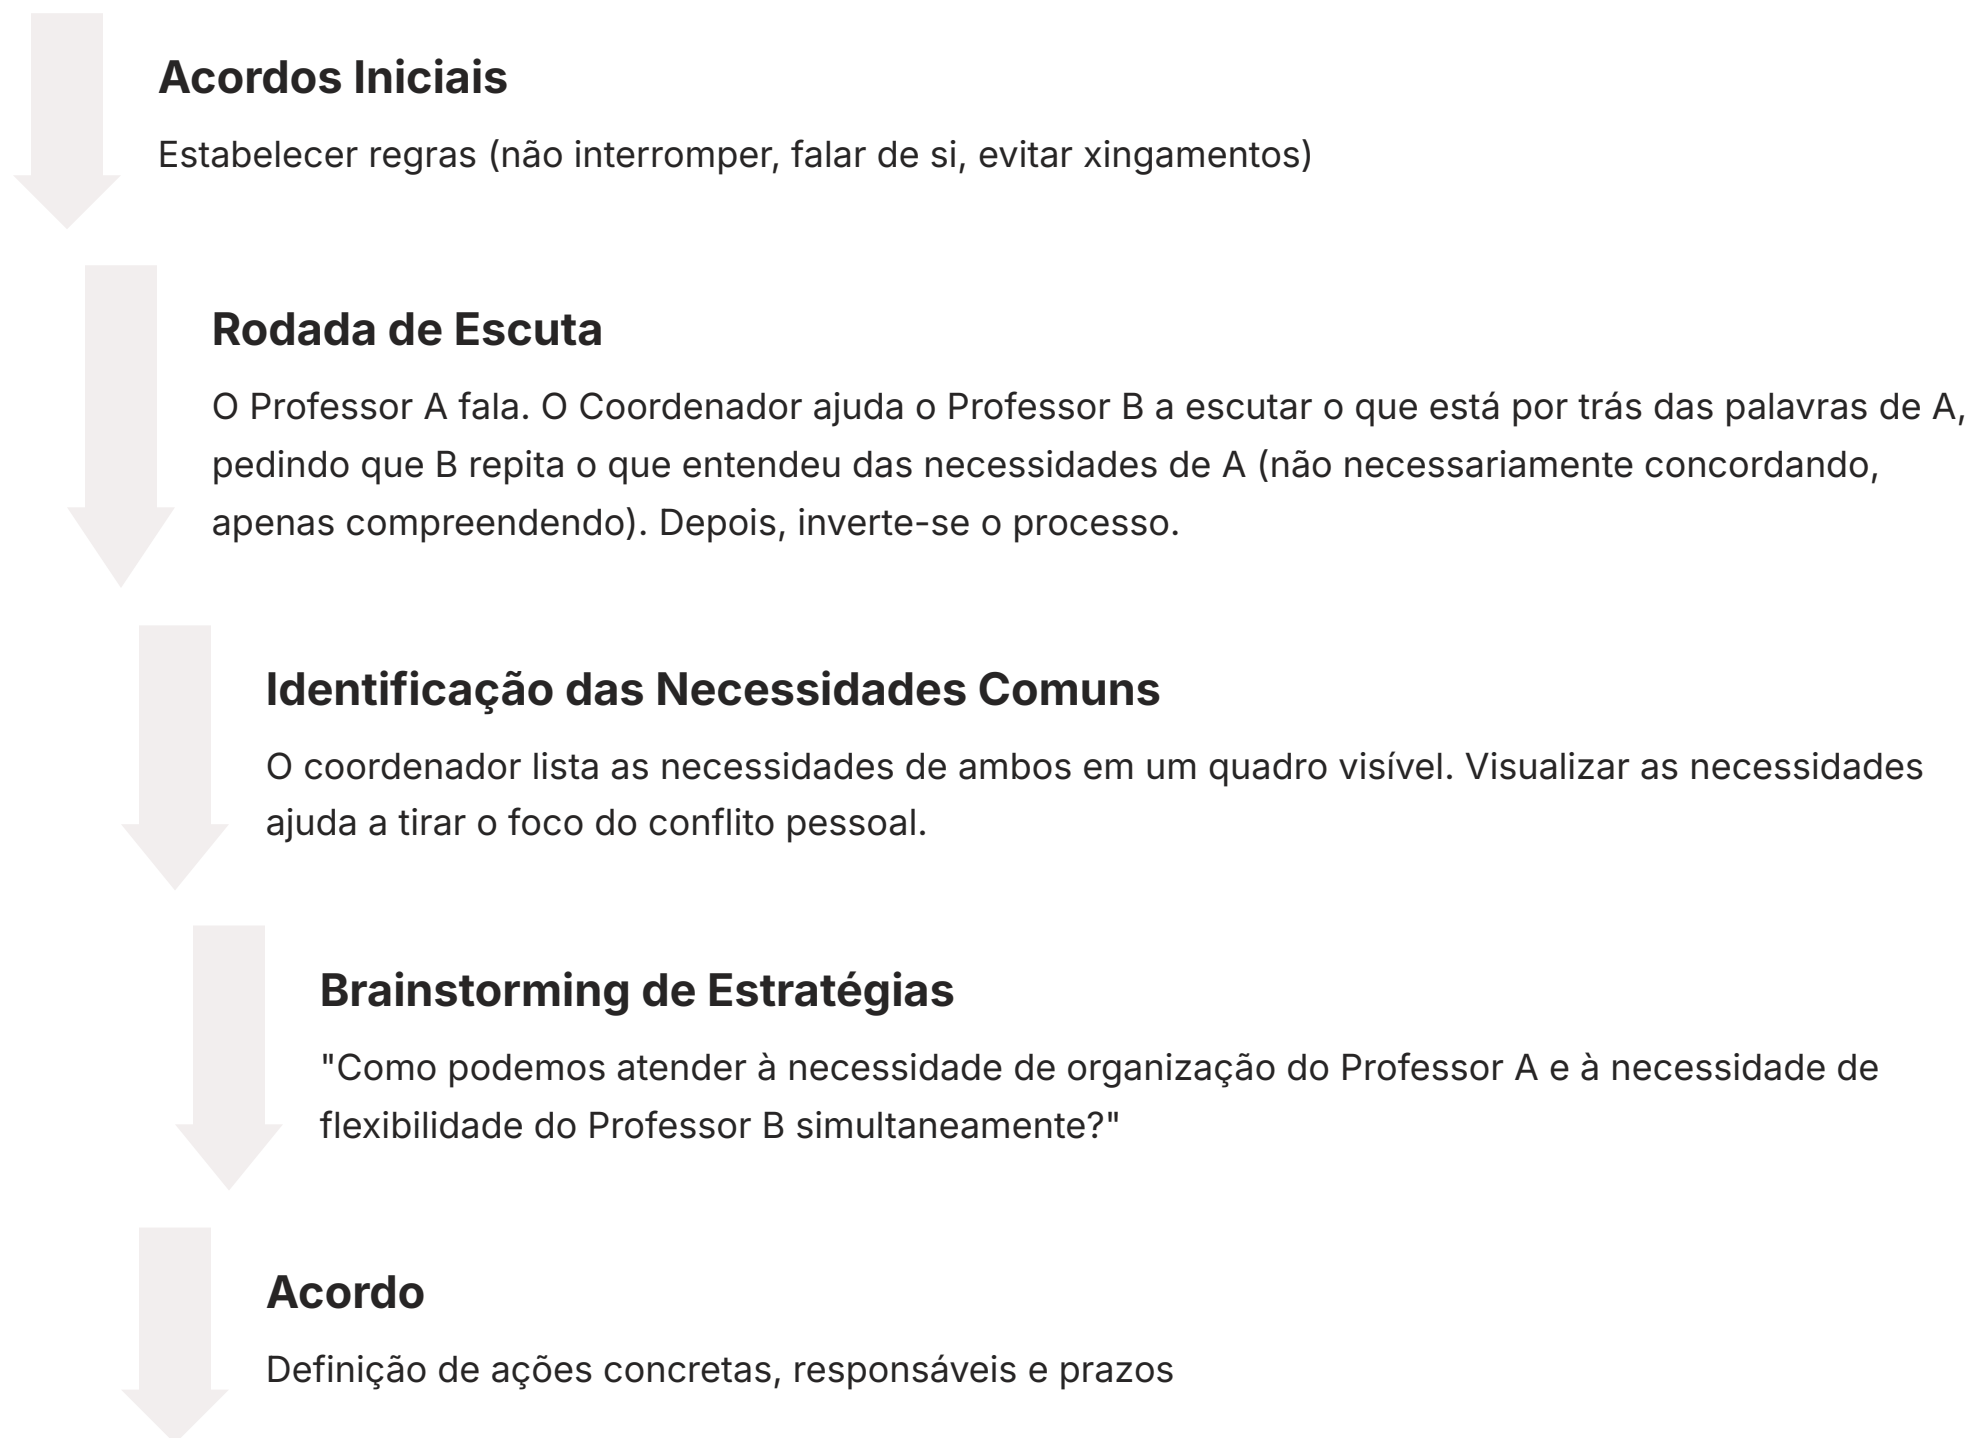 Acordos Iniciais
Estabelecer regras (não interromper, falar de si, evitar xingamentos)
Rodada de Escuta
O Professor A fala. O Coordenador ajuda o Professor B a escutar o que está por trás das palavras de A,
pedindo que B repita o que entendeu das necessidades de A (não necessariamente concordando,
apenas compreendendo). Depois, inverte-se o processo.
Identificação das Necessidades Comuns
O coordenador lista as necessidades de ambos em um quadro visível. Visualizar as necessidades
ajuda a tirar o foco do conflito pessoal.
Brainstorming de Estratégias
"Como podemos atender à necessidade de organização do Professor A e à necessidade de
flexibilidade do Professor B simultaneamente?"
Acordo
Definição de ações concretas, responsáveis e prazos